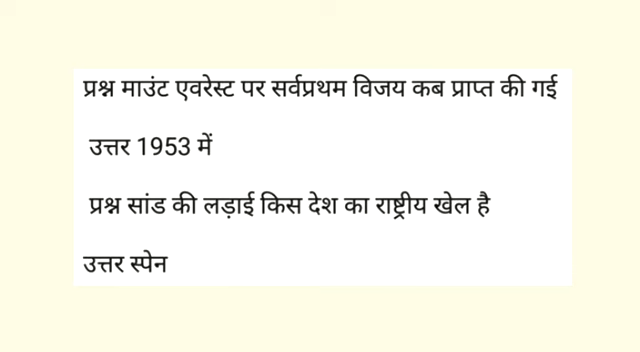 प्रश्न माउंट एवरेस्ट पर सर्वप्रथम विजय कब प्राप्त की गई
उत्तर 1953 में
प्रश्न सांड की लड़ाई किस देश का राष्ट्रीय खेल है
उत्तर स्पेन